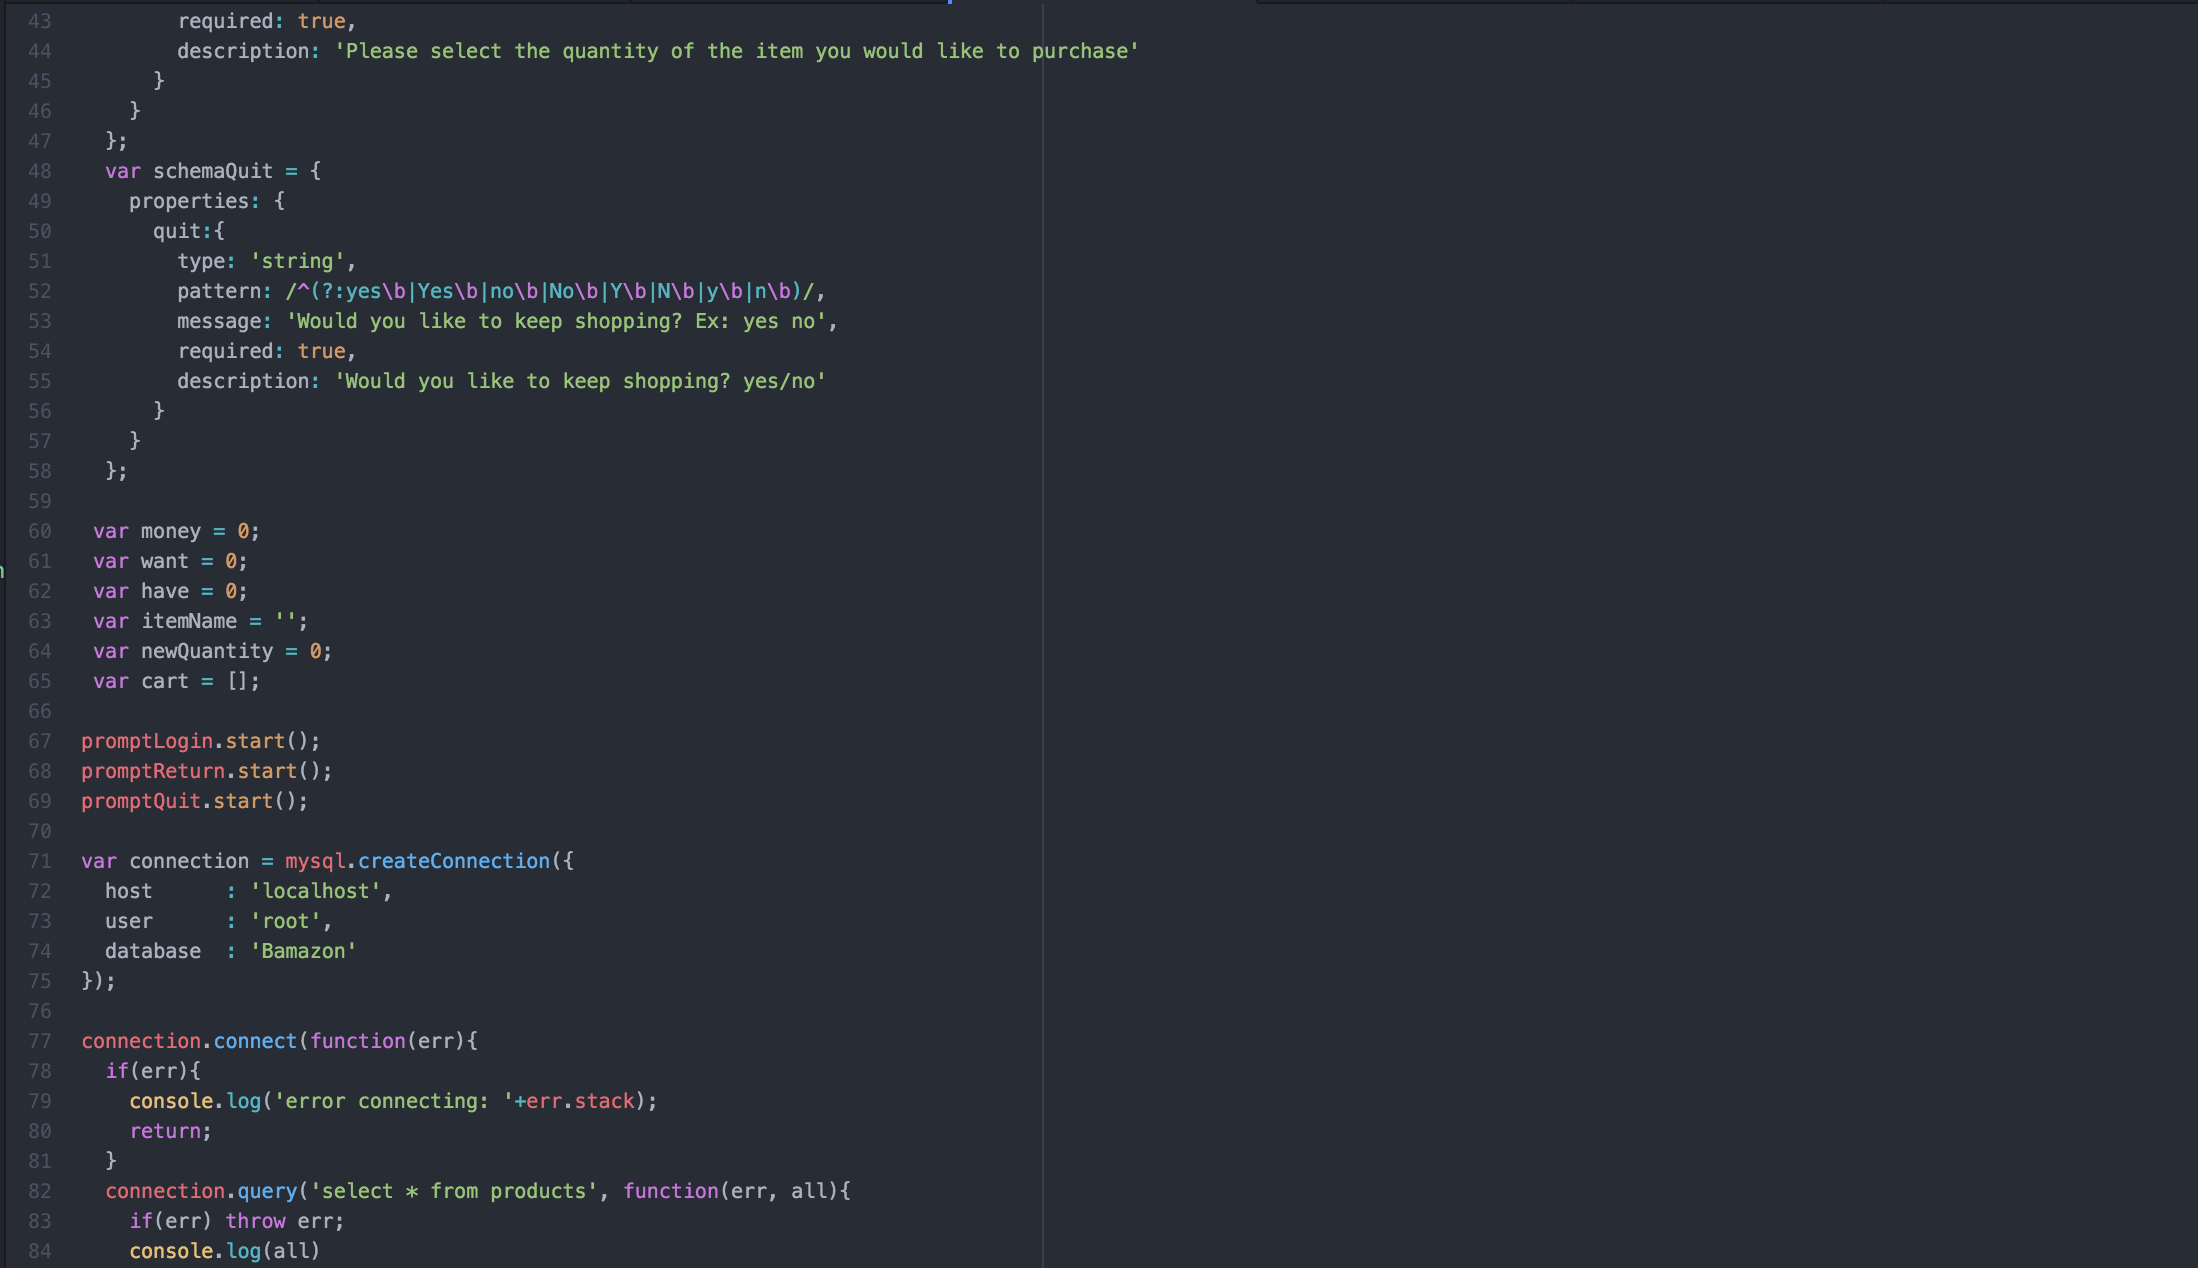 43 required: true,
44 description: 'Please select the quantity of the item you would like to purchase'
45 }
46 }
47 };
48 var schemaQuit = {
49 properties: {
50 quit:{
51 type: 'string',
52 pattern: /^(?:yes\b|Yes\b|no\b|No\b|Y\b|N\b|y\b|n\b)/,
53 message: 'Would you like to keep shopping? Ex: yes no',
54 required: true,
55 description: 'Would you like to keep shopping? yes/no'
56 }
57 }
58 };
59
60 var money = 0;
61 var want = 0;
62 var have = 0;
63 var itemName = '';
64 var newQuantity = 0;
65 var cart = [];
66
67 promptLogin.start();
68 promptReturn.start();
69 promptQuit.start();
70
71 var connection = mysql.createConnection({
72 host : 'localhost',
73 user : 'root',
74 database : 'Bamazon'
75 });
76
77 connection.connect(function(err){
78 if(err){
79 console.log('error connecting: '+err.stack);
80 return;
81 }
82 connection.query('select * from products', function(err, all){
83 if(err) throw err;
84 console.log(all)